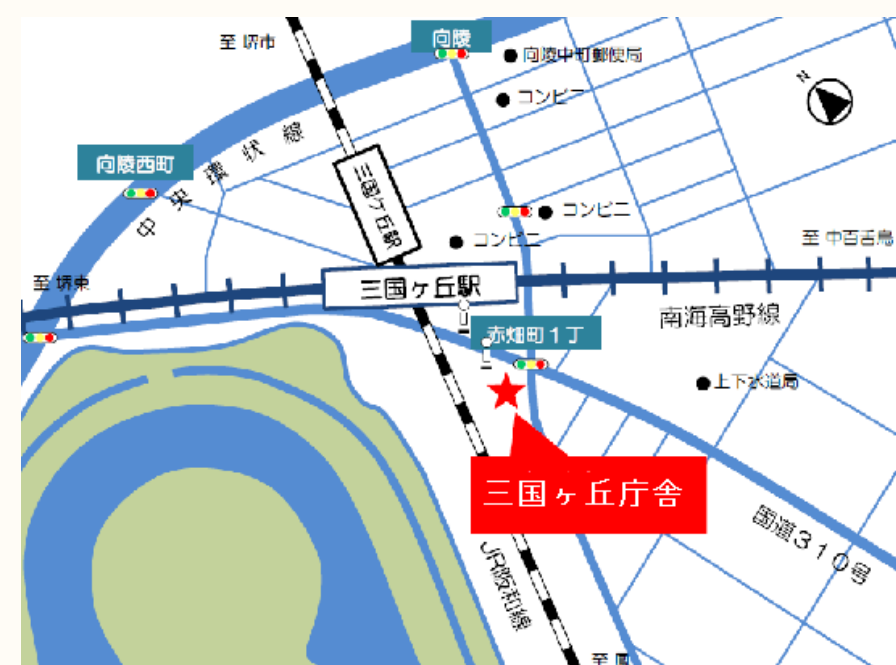 至 堺市
向陵
向陵中町郵便局
N
コンビニ
向陵西町
中央環状線
三国ケ丘駅
コンビニ
コンビニ
至 中百舌鳥
至 堺東
三国ヶ丘駅
南海高野線
赤畑町1丁
上下水道局
三国ヶ丘庁舎
国道310号
JR阪和線
至 鳳